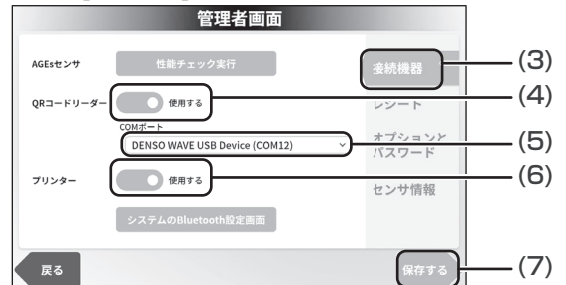 管理者画面
AGEsセンサ
性能チェック実行
接続機器
(3)
QRコードリーダー
使用する
レシート
(4)
COMポート
DENSO WAVE USB Device (COM12)
オプションと
パスワード
(5)
プリンター
使用する
センサ情報
(6)
システムのBluetooth設定画面
戻る
保存する
(7)